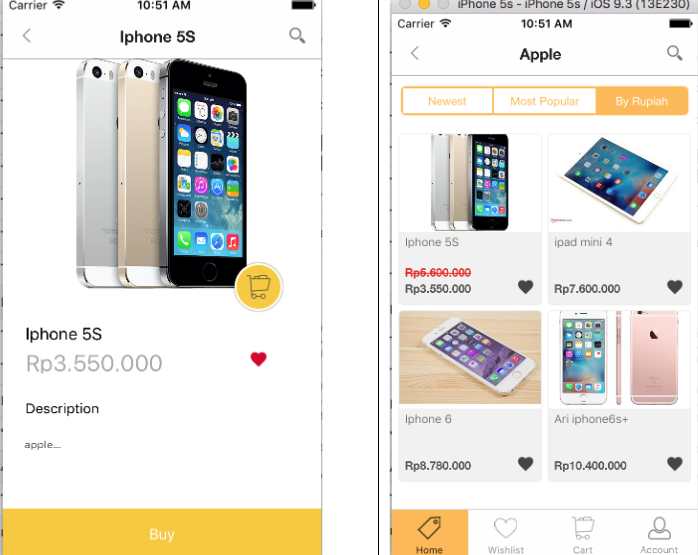 Carrier
10:51 AM
Iphone 5S
Iphone 5S
Rp3.550.000
Description
apple...
Buy
iPhone 5s - iPhone 5s / iOS 9.3 (13E230)
Carrier
10:51 AM
Apple
Newest
Most Popular
By Rupiah
Iphone 5S
Rp5.600.000
Rp3.550.000
ipad mini 4
Rp7.600.000
Iphone 6
Rp8.780.000
Ari iphone6s+
Rp10.400.000
Home
Wishlist
Cart
Account